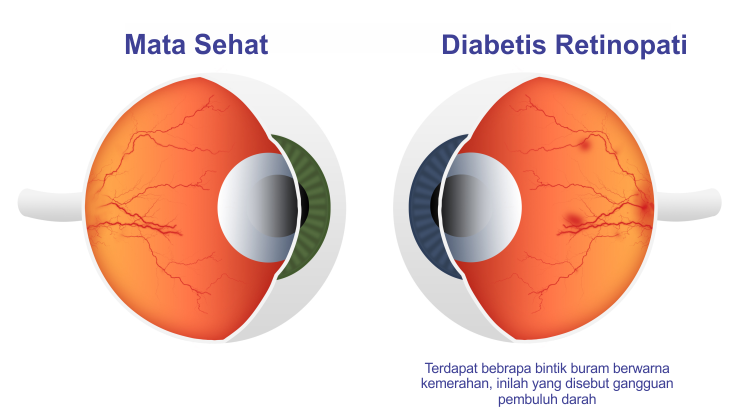 Mata Sehat
Diabetis Retinopati
Terdapat bebrapa bintik buram berwarna
kemerahan, inilah yang disebut gangguan
pembuluh darah